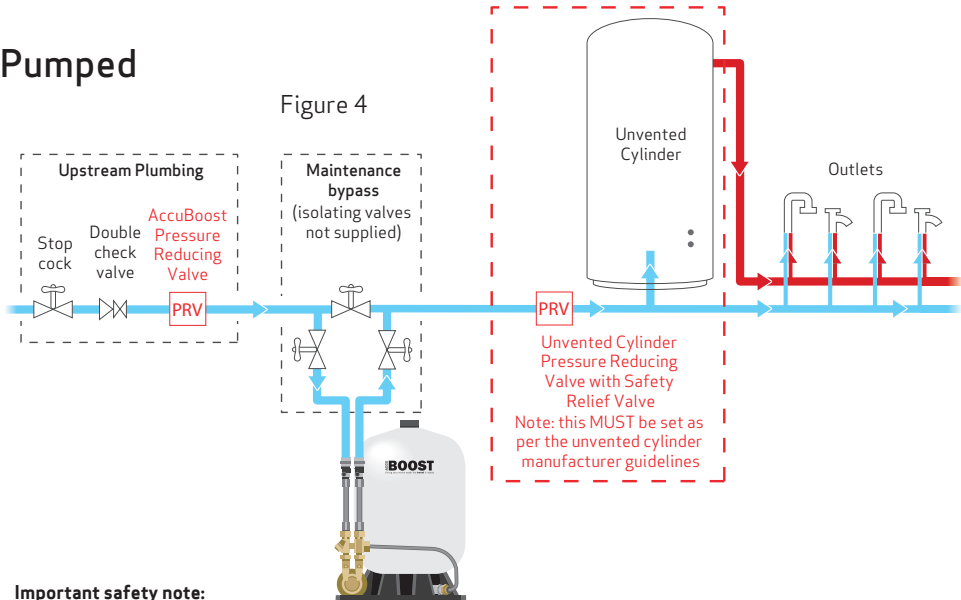 Pumped
Figure 4
Upstream Plumbing
Stop
cock
Double
check
valve
AccuBoost
Pressure
Reducing
Valve
PRV
Maintenance
bypass
(isolating valves
not supplied)
Unvented
Cylinder
Outlets
PRV
Unvented Cylinder
Pressure Reducing
Valve with Safety
Relief Valve
Note: this MUST be set as
per the unvented cylinder
manufacturer guidelines
BOOST
Important safety note: